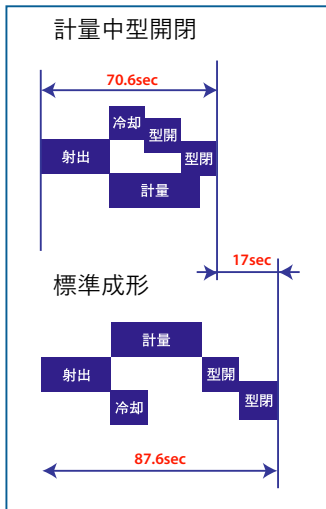 計量中型開閉
70.6sec
冷却
型開
射出
型閉
計量
17sec
標準成形
計量
射出
型開
冷却
型閉
87.6sec